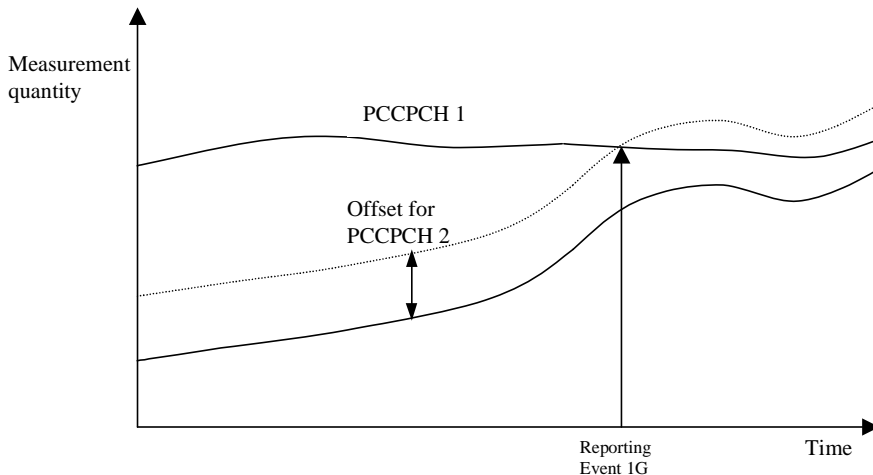 Measurement
quantity
PCCPCH 1
Offset for
PCCPCH 2
Reporting
Event 1G
Time